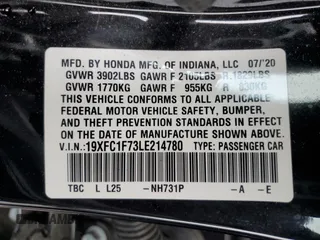 MFD. BY HONDA MFG. OF INDIANA, LLC 07/'20
GVWR 3902LBS GAWR F 2105LBS R 1829LBS
GVWR 1770KG GAWR F 955KG R 830KG
THIS VEHICLE CONFORMS TO ALL APPLICABLE
FEDERAL MOTOR VEHICLE SAFETY, BUMPER,
AND THEFT PREVENTION STANDARDS IN EFFECT
ON THE DATE OF MANUFACTURE SHOWN ABOVE.
V.I.N.: 19XFC1F73LE214780 TYPE: PASSENGER CAR
TBC L L25 -NH731P -A -E